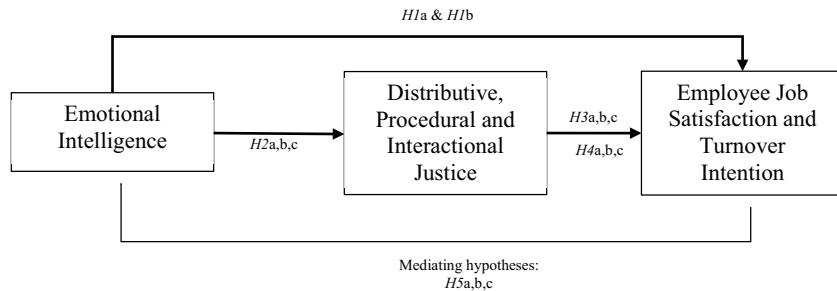 H1a & H1b
Emotional
Intelligence
H2a,b,c
Distributive,
Procedural and
Interactional
Justice
H3a,b,c
H4a,b,c
Employee Job
Satisfaction and
Turnover
Intention
Mediating hypotheses:
H5a,b,c